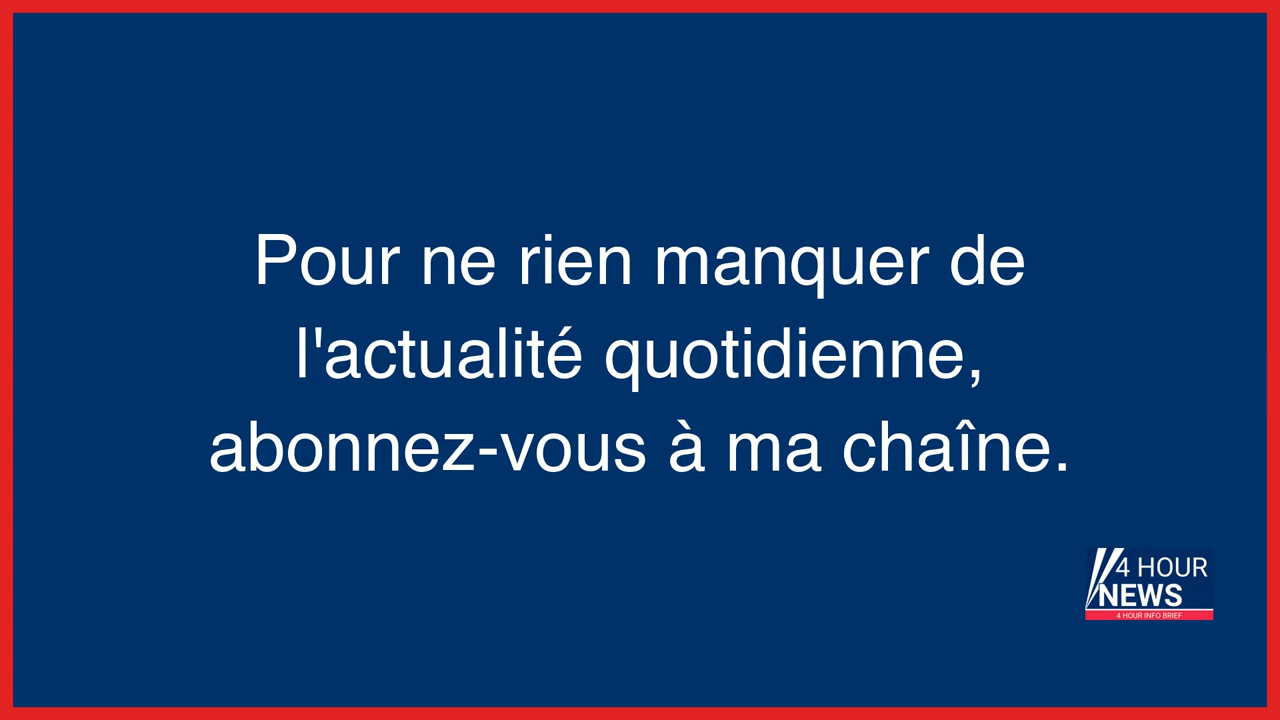 Pour ne rien manquer de
l'actualité quotidienne,
abonnez-vous à ma chaîne.
4 HOUR
NEWS
4 HOUR INFO BRIEF